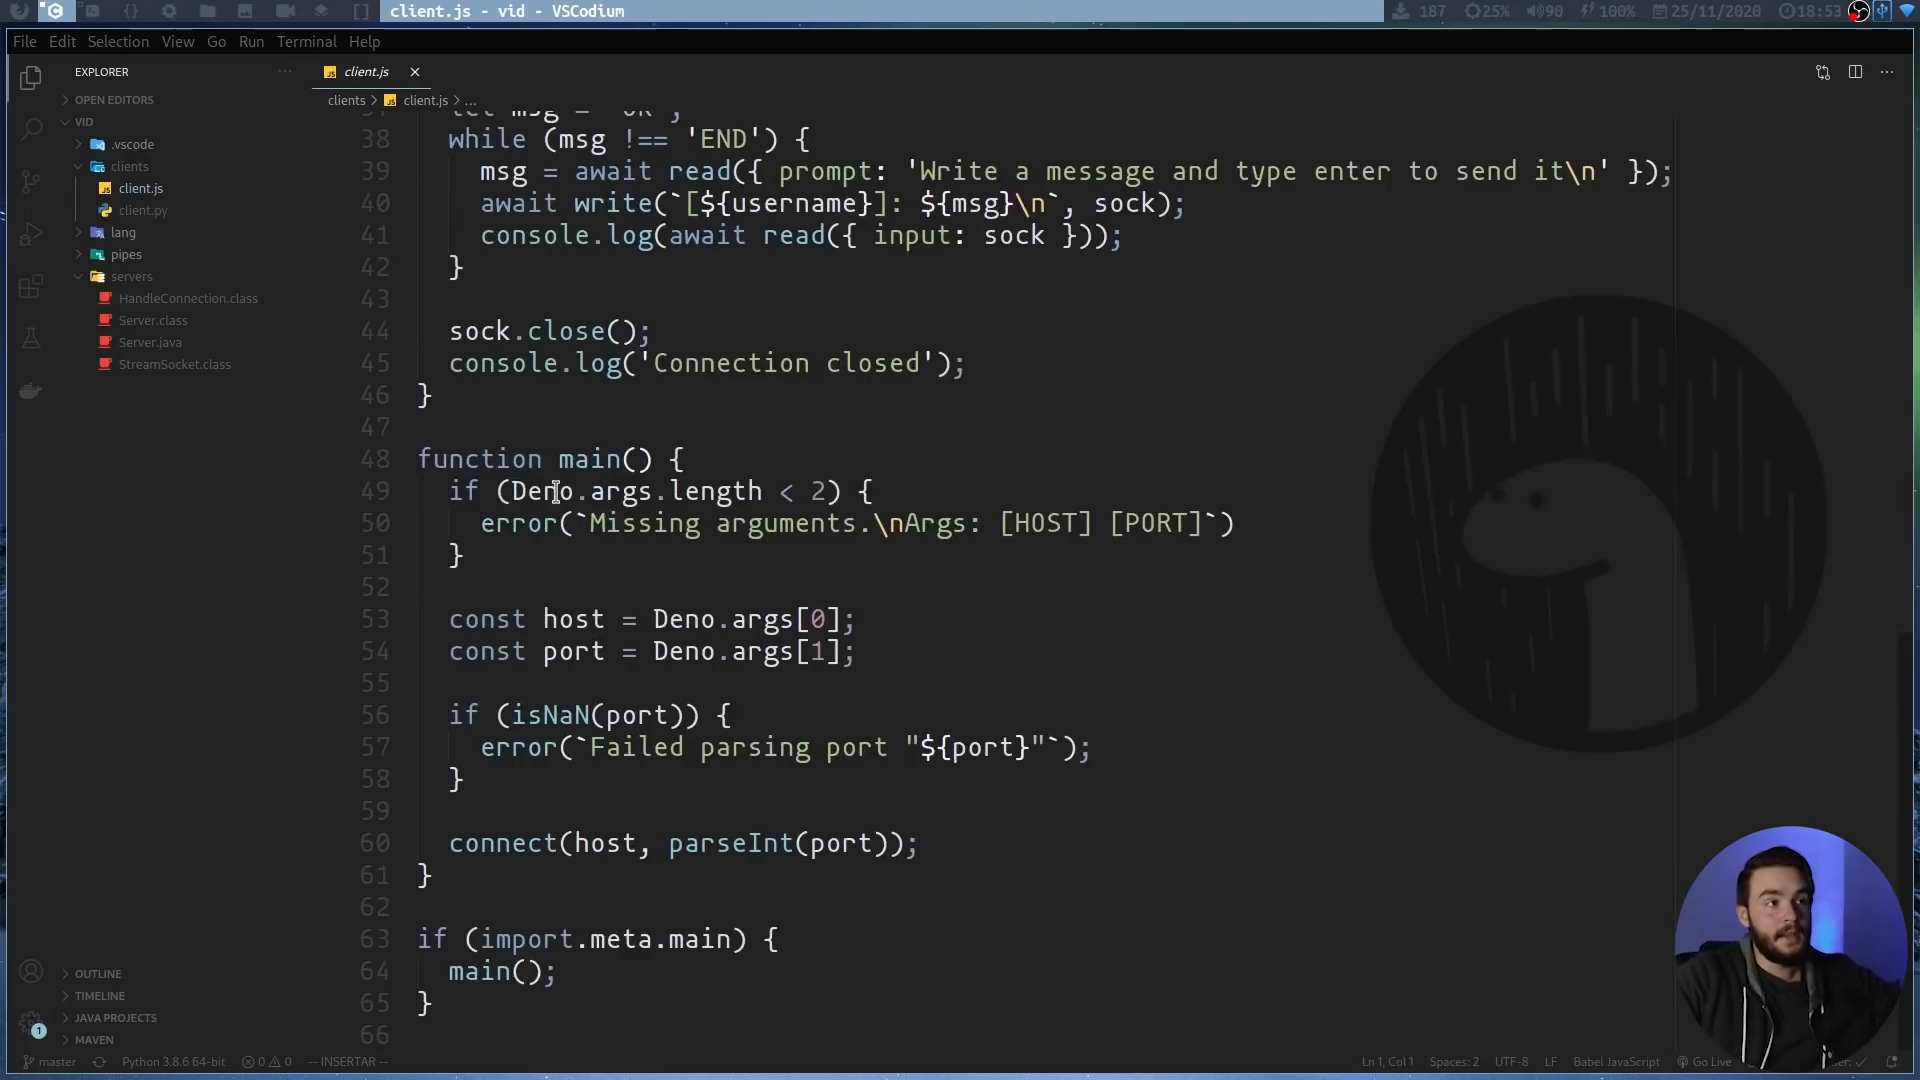 client.js - vid - VSCodium
187
25%
90
100%
25/11/2020
18:53
File Edit Selection View Go Run Terminal Help
EXPLORER
client.js
OPEN EDITORS
clients > client.js > ...
VID
.vscode
clients
client.js
client.py
lang
pipes
servers
HandleConnection.class
Server.class
Server.java
StreamSocket.class
38 while (msg !== 'END') {
39 msg = await read({ prompt: 'Write a message and type enter to send it\n' });
40 await write(`[${username}]: ${msg}\n`, sock);
41 console.log(await read({ input: sock }));
42 }
43
44 sock.close();
45 console.log('Connection closed');
46 }
47
48 function main() {
49 if (Deno.args.length < 2) {
50 error(`Missing arguments.\nArgs: [HOST] [PORT]`)
51 }
52
53 const host = Deno.args[0];
54 const port = Deno.args[1];
55
56 if (isNaN(port)) {
57 error(`Failed parsing port "${port}"`);
58 }
59
60 connect(host, parseInt(port));
61 }
62
63 if (import.meta.main) {
64 main();
65 }
66
OUTLINE
TIMELINE
JAVA PROJECTS
MAVEN
1
master
Python 3.8.6 64-bit
0 0
-- INSERTAR --
Ln 1, Col 1
Spaces: 2
UTF-8
LF
Babel JavaScript
Go Live